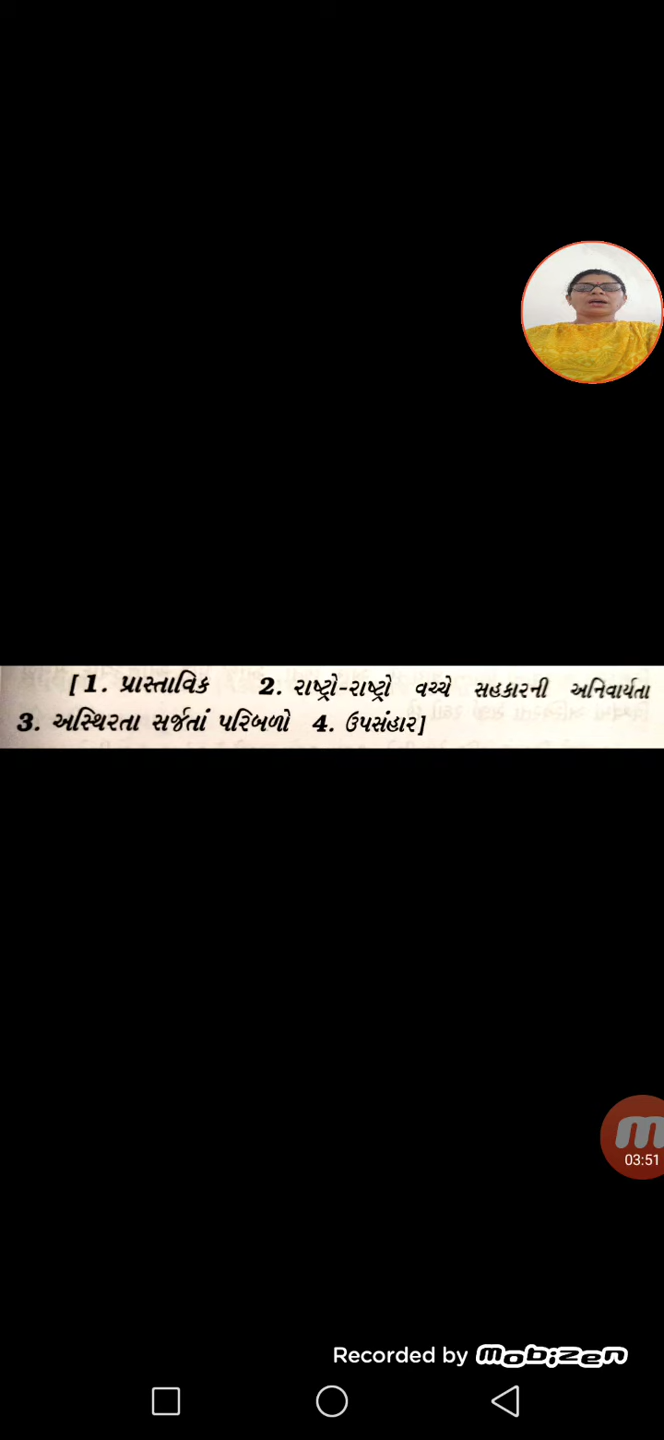 [ 1. પ્રાસ્તાવિક 2. રાષ્ટ્રો-રાષ્ટ્રો વચ્ચે સહકારની અનિવાર્યતા
3. અસ્થિરતા સર્જતાં પરિબળો 4. ઉપસંહાર]
03:51
Recorded by mobizen